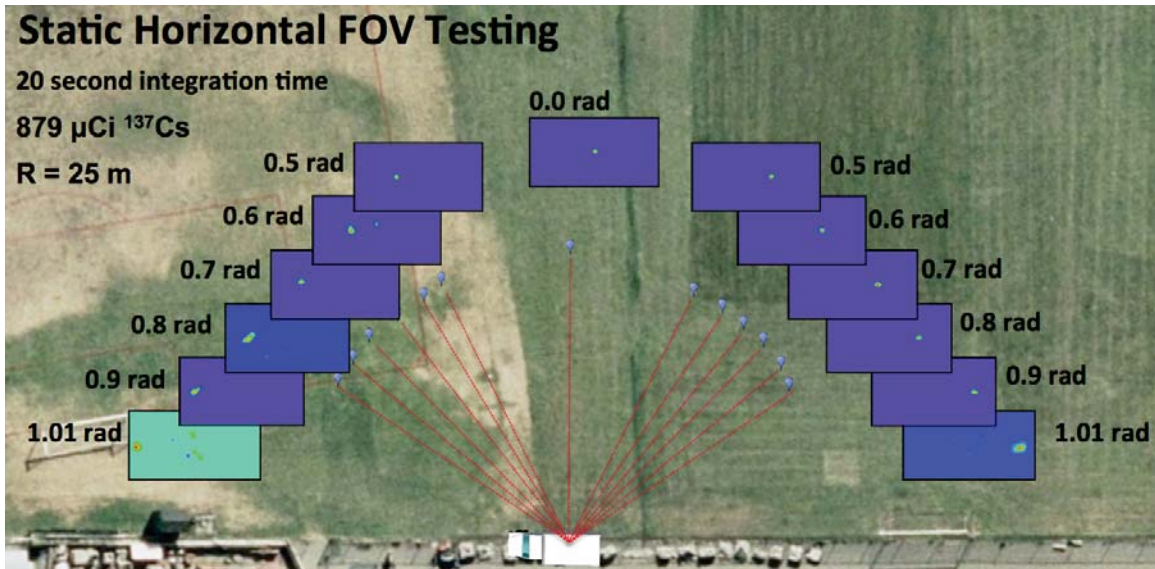 Static Horizontal FOV Testing
20 second integration time
879 µCi ¹³⁷Cs
R = 25 m
0.0 rad
0.5 rad
0.5 rad
0.6 rad
0.6 rad
0.7 rad
0.7 rad
0.8 rad
0.8 rad
0.9 rad
0.9 rad
1.01 rad
1.01 rad